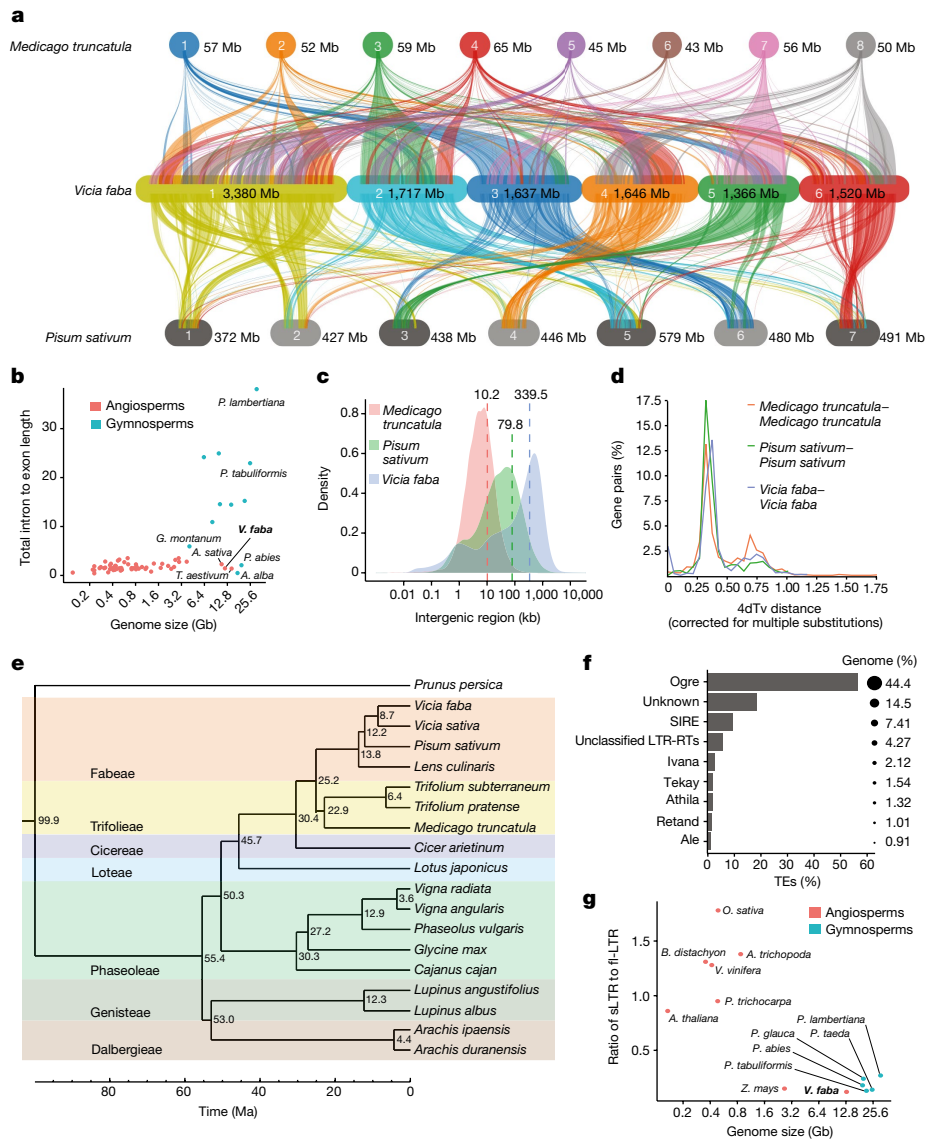 a
Medicago truncatula
1 57 Mb 2 52 Mb 3 59 Mb 4 65 Mb 5 45 Mb 6 43 Mb 7 56 Mb 8 50 Mb
Vicia faba
1 3,380 Mb 2 1,717 Mb 3 1,637 Mb 4 1,646 Mb 5 1,366 Mb 6 1,520 Mb
Pisum sativum
1 372 Mb 2 427 Mb 3 438 Mb 4 446 Mb 5 579 Mb 6 480 Mb 7 491 Mb
b
Total intron to exon length
30
20
10
0
Angiosperms
Gymnosperms
P. lambertiana
P. tabuliformis
G. montanum
V. faba
A. sativa
P. abies
T. aestivum
A. alba
0.2 0.4 0.8 1.6 3.2 6.4 12.8 25.6
Genome size (Gb)
c
Density
0.8
0.6
0.4
0.2
0
10.2 339.5
79.8
Medicago
truncatula
Pisum
sativum
Vicia faba
0.01 0.1 1 10 100 1,000 10,000
Intergenic region (kb)
d
Gene pairs (%)
17.5
15.0
12.5
10.0
7.5
5.0
2.5
Medicago truncatula–
Medicago truncatula
Pisum sativum–
Pisum sativum
Vicia faba–
Vicia faba
0 0.25 0.50 0.75 1.00 1.25 1.50 1.75
4dTv distance
(corrected for multiple substitutions)
e
Prunus persica
Vicia faba
8.7
Vicia sativa
12.2
Pisum sativum
13.8
Lens culinaris
Fabeae
25.2
Trifolium subterraneum
6.4
Trifolium pratense
22.9
30.4
Medicago truncatula
Trifolieae
99.9
Cicereae
45.7
Cicer arietinum
Loteae
Lotus japonicus
Vigna radiata
3.6
50.3
Vigna angularis
12.9
Phaseolus vulgaris
27.2
Glycine max
30.3
55.4
Cajanus cajan
Phaseoleae
Lupinus angustifolius
12.3
Genisteae
Lupinus albus
53.0
Arachis ipaensis
4.4
Dalbergieae
Arachis duranensis
80 60 40 20 0
Time (Ma)
f
Genome (%)
Ogre 44.4
Unknown 14.5
SIRE 7.41
Unclassified LTR-RTs 4.27
Ivana 2.12
Tekay 1.54
Athila 1.32
Retand 1.01
Ale 0.91
0 10 20 30 40 50 60
TEs (%)
g
Ratio of sLTR to fl-LTR
1.5
1.0
0.5
O. sativa
Angiosperms
Gymnosperms
B. distachyon
A. trichopoda
V. vinifera
P. trichocarpa
A. thaliana
P. lambertiana
P. glauca
P. taeda
P. abies
P. tabuliformis
Z. mays
V. faba
0.2 0.4 0.8 1.6 3.2 6.4 12.8 25.6
Genome size (Gb)